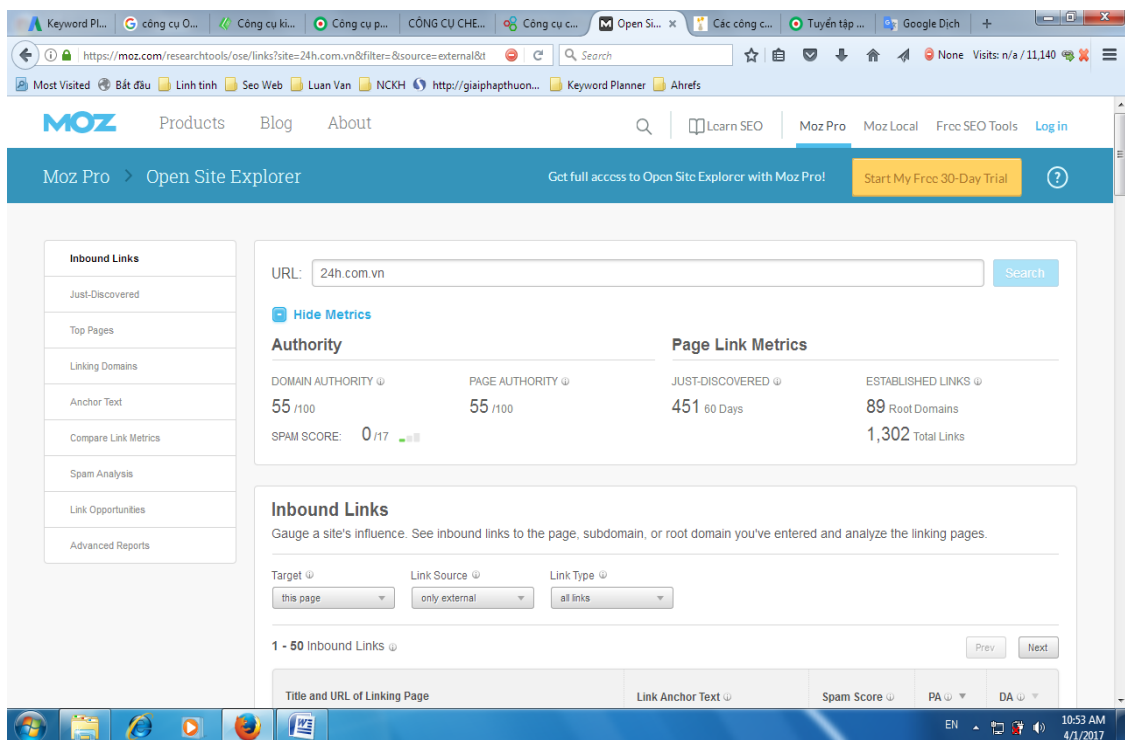 Keyword Pl...
công cụ O...
Công cu ki...
Công cu p...
CÔNG CỤ CHE...
Công cụ c...
Open Si...
Các công c...
Tuyển tập ...
Google Dịch
https://moz.com/researchtools/ose/links?site=24h.com.vn&filter=&source=external&t
Search
None Visits: n/a / 11,140
Most Visited Bắt đầu Linh tinh Seo Web Luan Van NCKH http://giaiphapthuon... Keyword Planner Ahrefs
MOZ Products Blog About Learn SEO Moz Pro Moz Local Free SEO Tools Log in
Moz Pro > Open Site Explorer Get full access to Open Site Explorer with Moz Pro! Start My Free 30-Day Trial ?
Inbound Links
Just-Discovered
Top Pages
Linking Domains
Anchor Text
Compare Link Metrics
Spam Analysis
Link Opportunities
Advanced Reports
URL: 24h.com.vn Search
Hide Metrics
Authority Page Link Metrics
DOMAIN AUTHORITY PAGE AUTHORITY JUST-DISCOVERED ESTABLISHED LINKS
55 /100 55 /100 451 60 Days 89 Root Domains
SPAM SCORE: 0 /17 1,302 Total Links
Inbound Links
Gauge a site's influence. See inbound links to the page, subdomain, or root domain you've entered and analyze the linking pages.
Target Link Source Link Type
this page only external all links
1 - 50 Inbound Links Prev Next
Title and URL of Linking Page Link Anchor Text Spam Score PA DA
EN 10:53 AM
4/1/2017